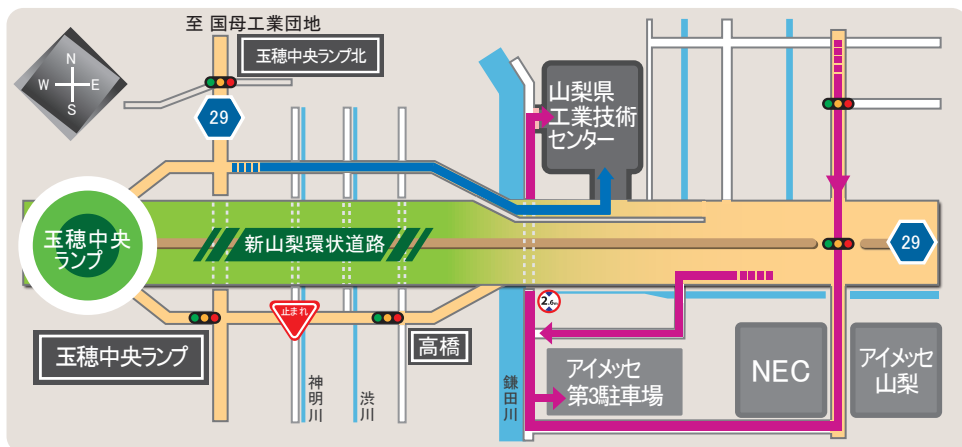 至 国母工業団地
玉穂中央ランプ北
N
W E
S
29
山梨県
工業技術
センター
玉穂中央
ランプ
新山梨環状道路
29
止まれ
2.6m
玉穂中央ランプ
高橋
神明川
渋川
鎌田川
アイメッセ
第3駐車場
NEC
アイメッセ
山梨